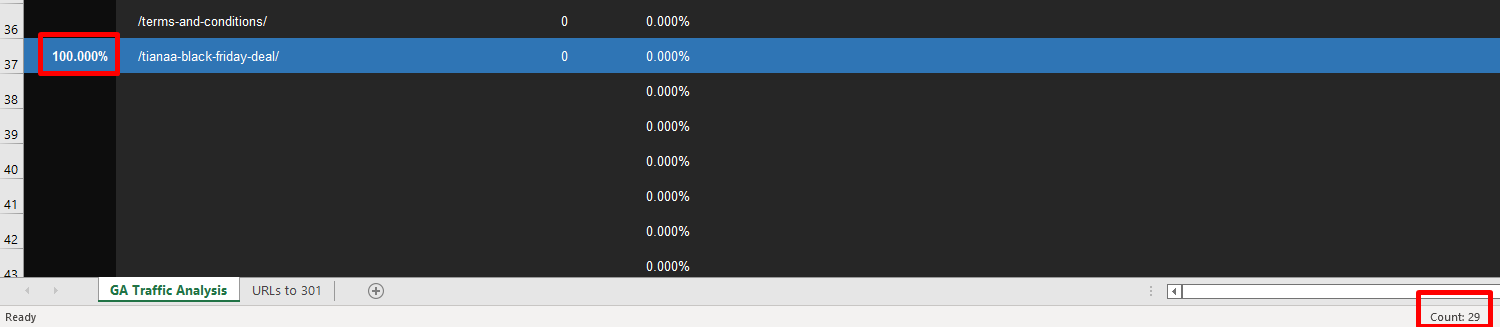 36 /terms-and-conditions/ 0 0.000%
37 100.000% /tianaa-black-friday-deal/ 0 0.000%
38 0.000%
39 0.000%
40 0.000%
41 0.000%
42 0.000%
43 0.000%
GA Traffic Analysis URLs to 301
Ready Count: 29